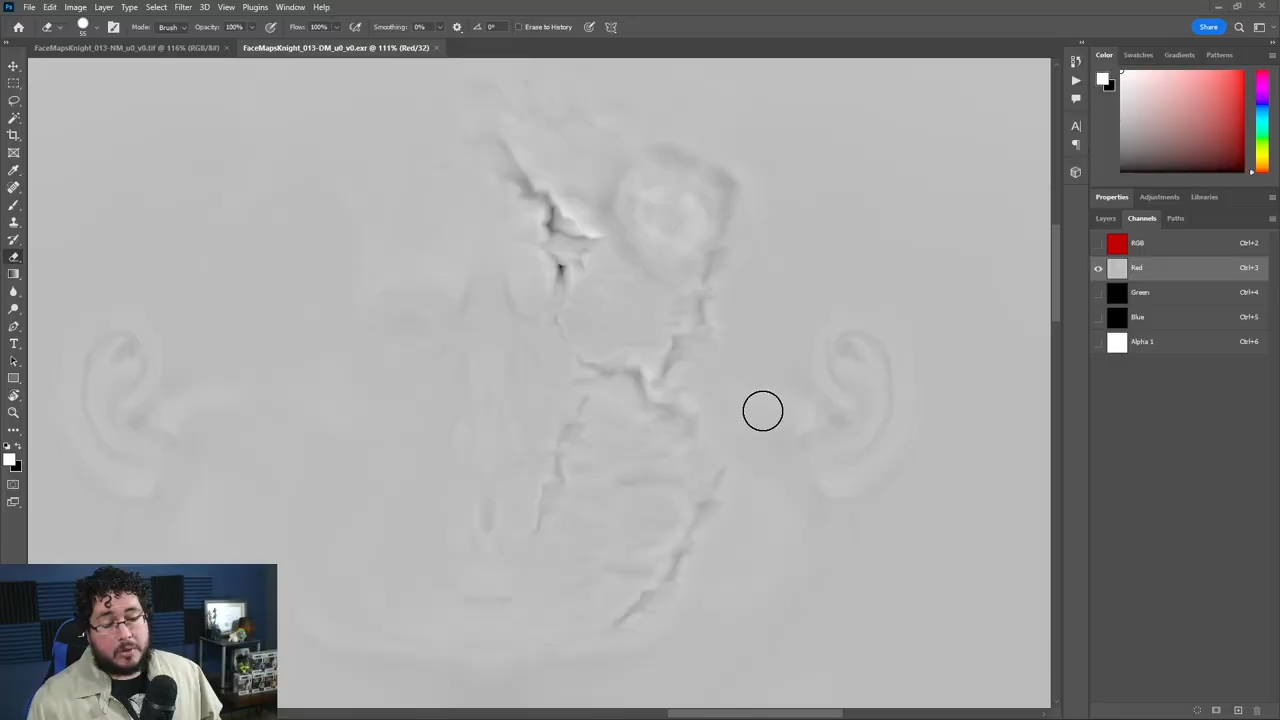 Ps File Edit Image Layer Type Select Filter 3D View Plugins Window Help
55 Mode: Brush Opacity: 100% Flow: 100% Smoothing: 0% 0° Erase to History Share
FaceMapsKnight_013-NM_u0_v0.tif @ 116% (RGB/8#) × FaceMapsKnight_013-DM_u0_v0.exr @ 111% (Red/32) ×
Color Swatches Gradients Patterns
Properties Adjustments Libraries
Layers Channels Paths
RGB Ctrl+2
Red Ctrl+3
Green Ctrl+4
Blue Ctrl+5
Alpha 1 Ctrl+6